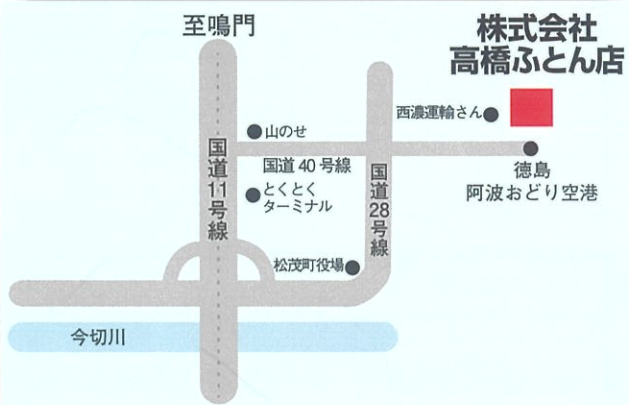 至鳴門
株式会社
高橋ふとん店
西濃運輸さん
山のせ
国道40号線
徳島
阿波おどり空港
国道11号線
とくとく
ターミナル
国道28号線
松茂町役場
今切川